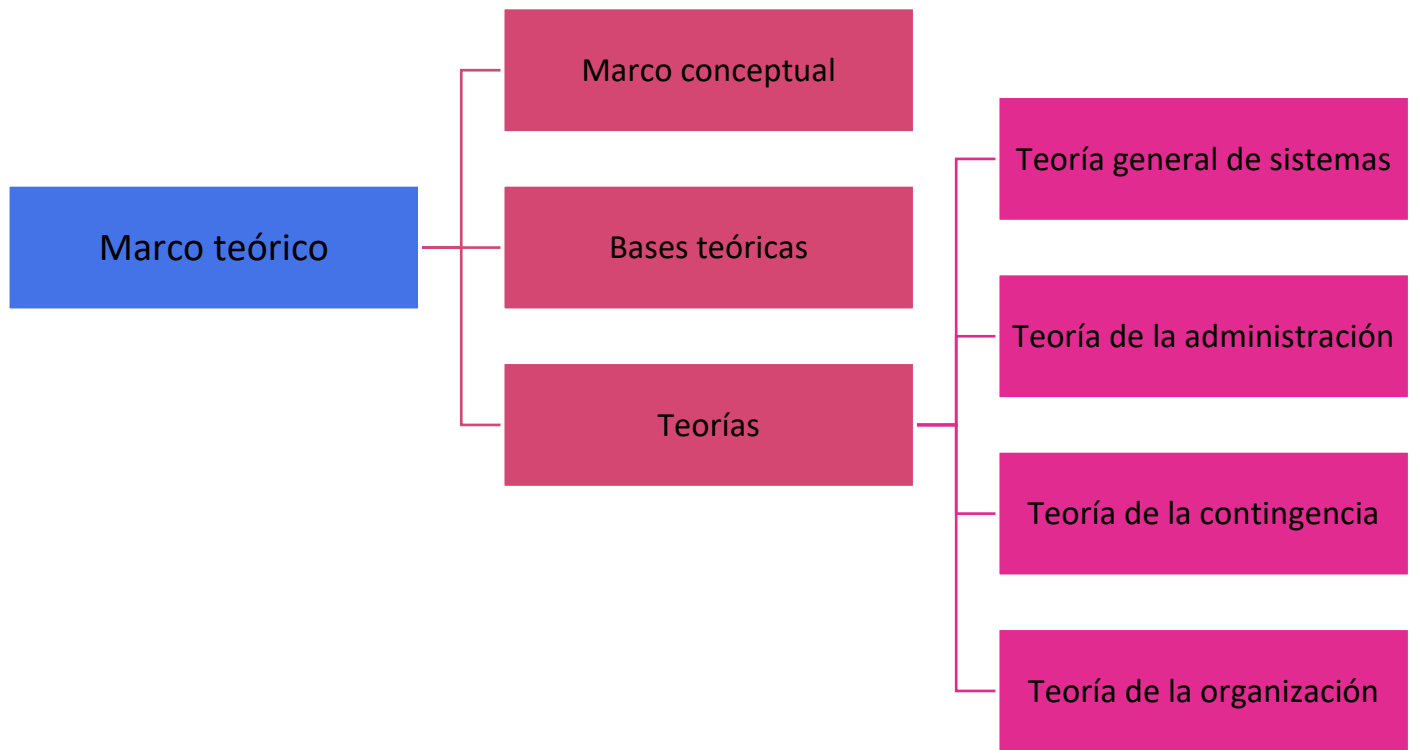 Marco teórico
Marco conceptual
Bases teóricas
Teorías
Teoría general de sistemas
Teoría de la administración
Teoría de la contingencia
Teoría de la organización